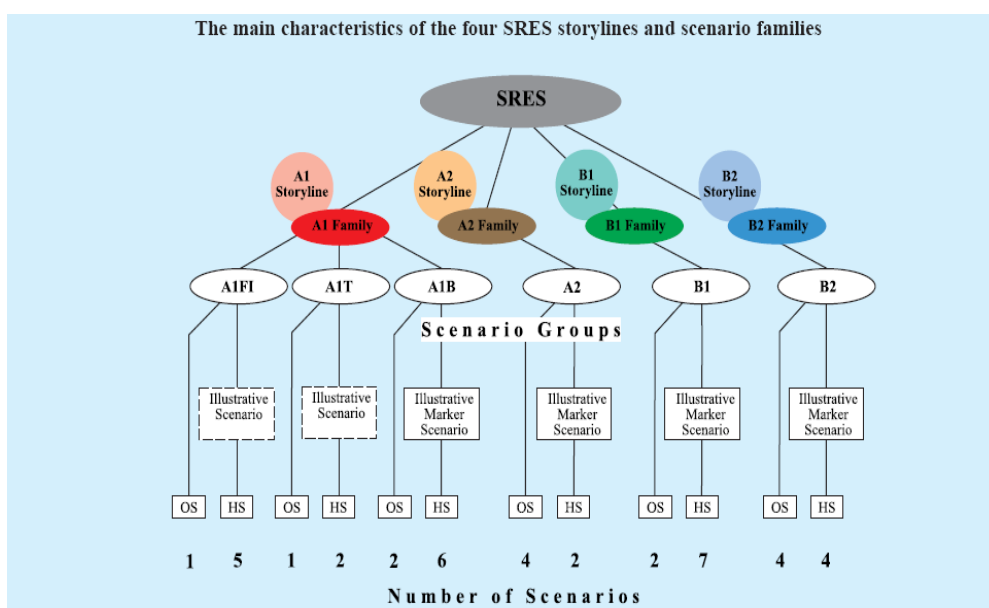 The main characteristics of the four SRES storylines and scenario families
SRES
A1
Storyline
A2
Storyline
B1
Storyline
B2
Storyline
A1 Family
A2 Family
B1 Family
B2 Family
A1FI
A1T
A1B
A2
B1
B2
Scenario Groups
Illustrative
Scenario
Illustrative
Scenario
Illustrative
Marker
Scenario
Illustrative
Marker
Scenario
Illustrative
Marker
Scenario
Illustrative
Marker
Scenario
OS HS OS HS OS HS OS HS OS HS OS HS
1 5 1 2 2 6 4 2 2 7 4 4
Number of Scenarios